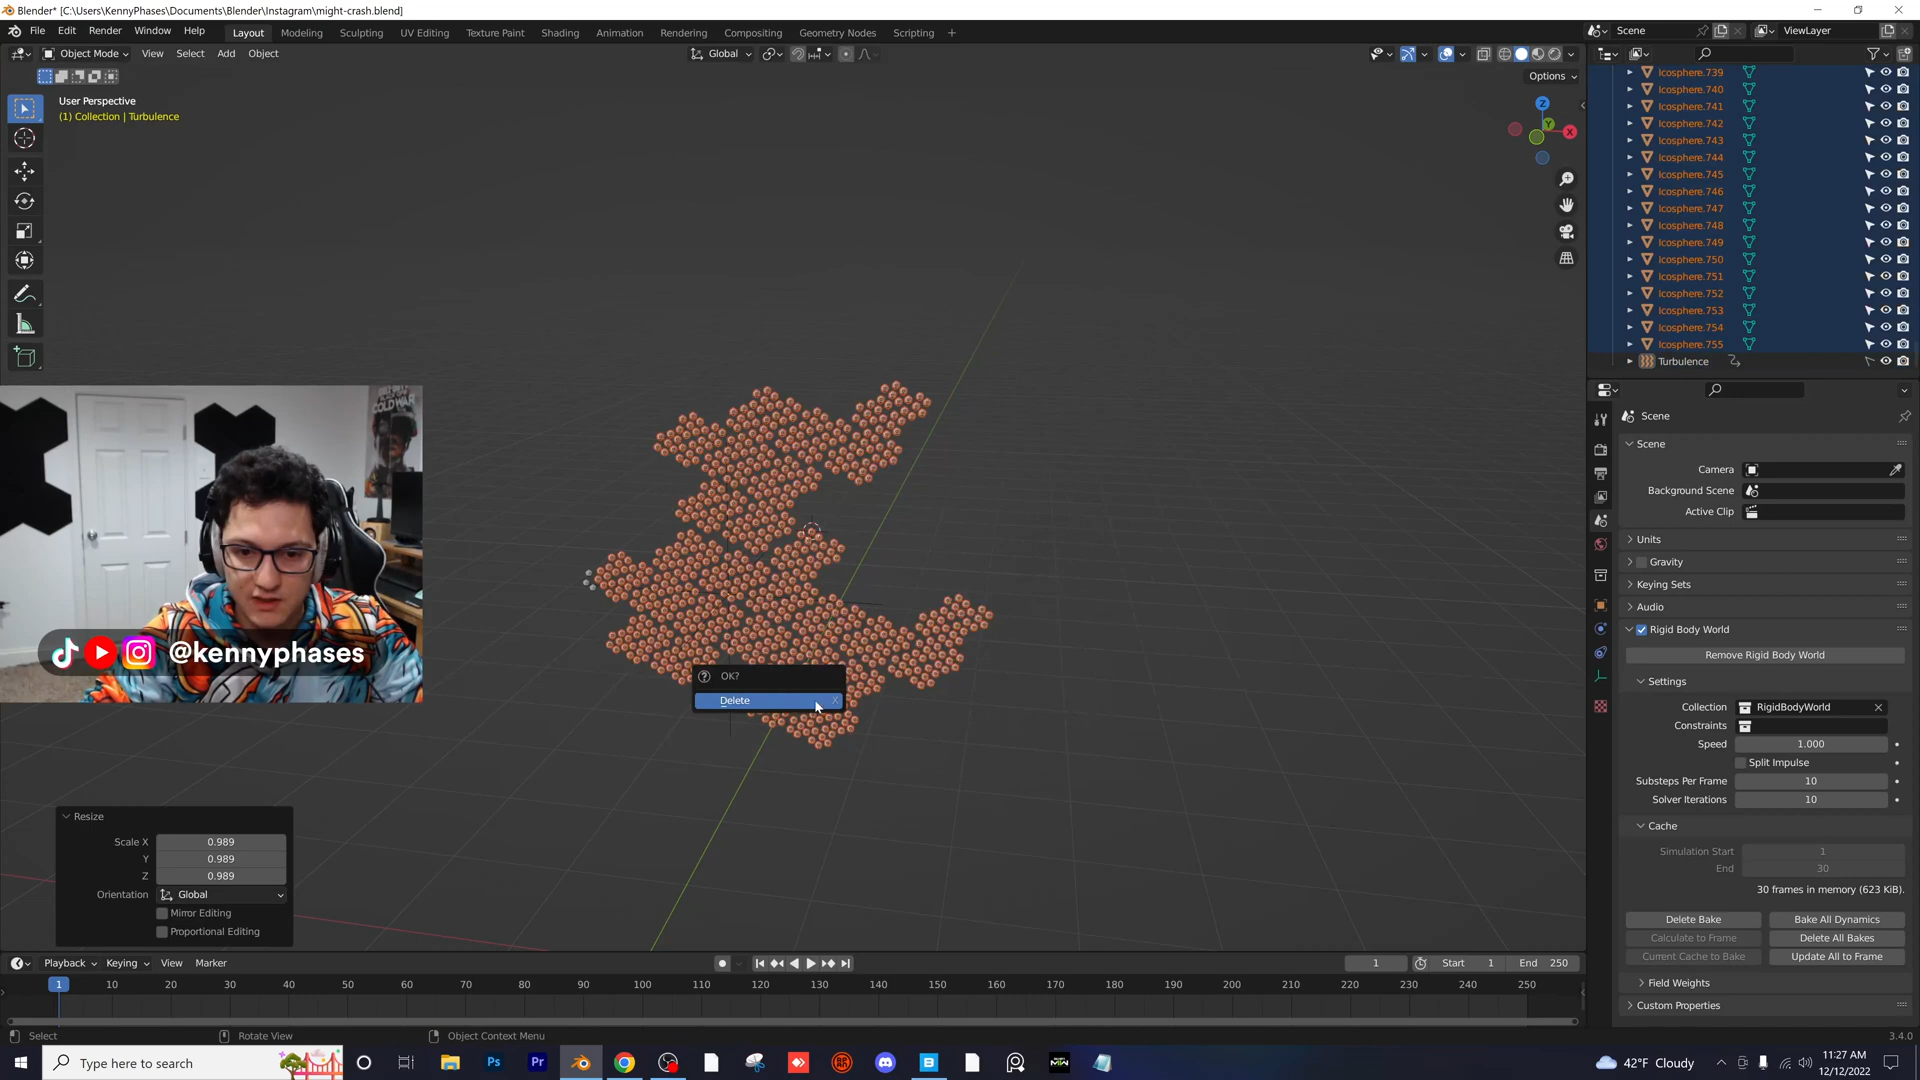 Blender* [C:\Users\KennyPhases\Documents\Blender\Instagram\might-crash.blend]
File Edit Render Window Help Layout Modeling Sculpting UV Editing Texture Paint Shading Animation Rendering Compositing Geometry Nodes Scripting + Scene ViewLayer
Object Mode View Select Add Object Global
Options
User Perspective
(1) Collection | Turbulence
Z
Y
X
Icosphere.739
Icosphere.740
Icosphere.741
Icosphere.742
Icosphere.743
Icosphere.744
Icosphere.745
Icosphere.746
Icosphere.747
Icosphere.748
Icosphere.749
Icosphere.750
Icosphere.751
Icosphere.752
Icosphere.753
Icosphere.754
Icosphere.755
Turbulence
Scene
Scene
Camera
Background Scene
Active Clip
Units
Gravity
Keying Sets
Audio
Rigid Body World
Remove Rigid Body World
Settings
Collection RigidBodyWorld
Constraints
Speed 1.000
Split Impulse
Substeps Per Frame 10
Solver Iterations 10
Cache
Simulation Start 1
End 30
30 frames in memory (623 KiB).
Delete Bake Bake All Dynamics
Calculate to Frame Delete All Bakes
Current Cache to Bake Update All to Frame
Field Weights
Custom Properties
COLD WAR
@kennyphases
OK?
Delete X
Resize
Scale X 0.989
Y 0.989
Z 0.989
Orientation Global
Mirror Editing
Proportional Editing
Playback Keying View Marker 1 Start 1 End 250
1 10 20 30 40 50 60 70 80 90 100 110 120 130 140 150 160 170 180 190 200 210 220 230 240 250
Select Rotate View Object Context Menu 3.4.0
Type here to search Ps Pr B MWII 42°F Cloudy 11:27 AM
12/12/2022